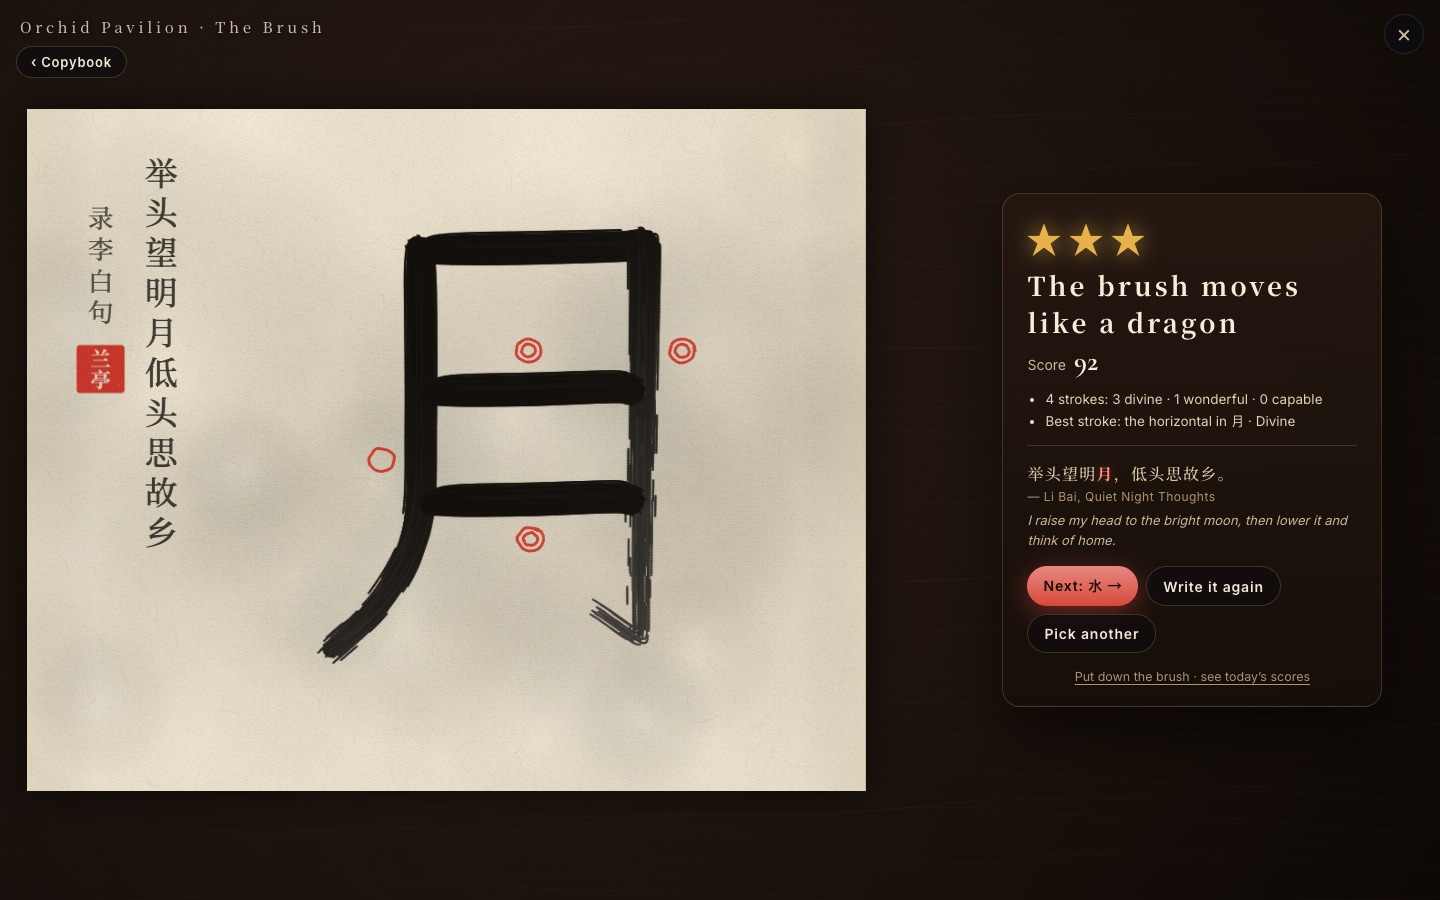 Orchid Pavilion · The Brush
‹ Copybook
✕
举头望明月低头思故乡
录李白句
兰亭
月
The brush moves
like a dragon
Score 92
4 strokes: 3 divine · 1 wonderful · 0 capable
Best stroke: the horizontal in 月 · Divine
举头望明月，低头思故乡。
— Li Bai, Quiet Night Thoughts
I raise my head to the bright moon, then lower it and
think of home.
Next: 水 →
Write it again
Pick another
Put down the brush · see today’s scores